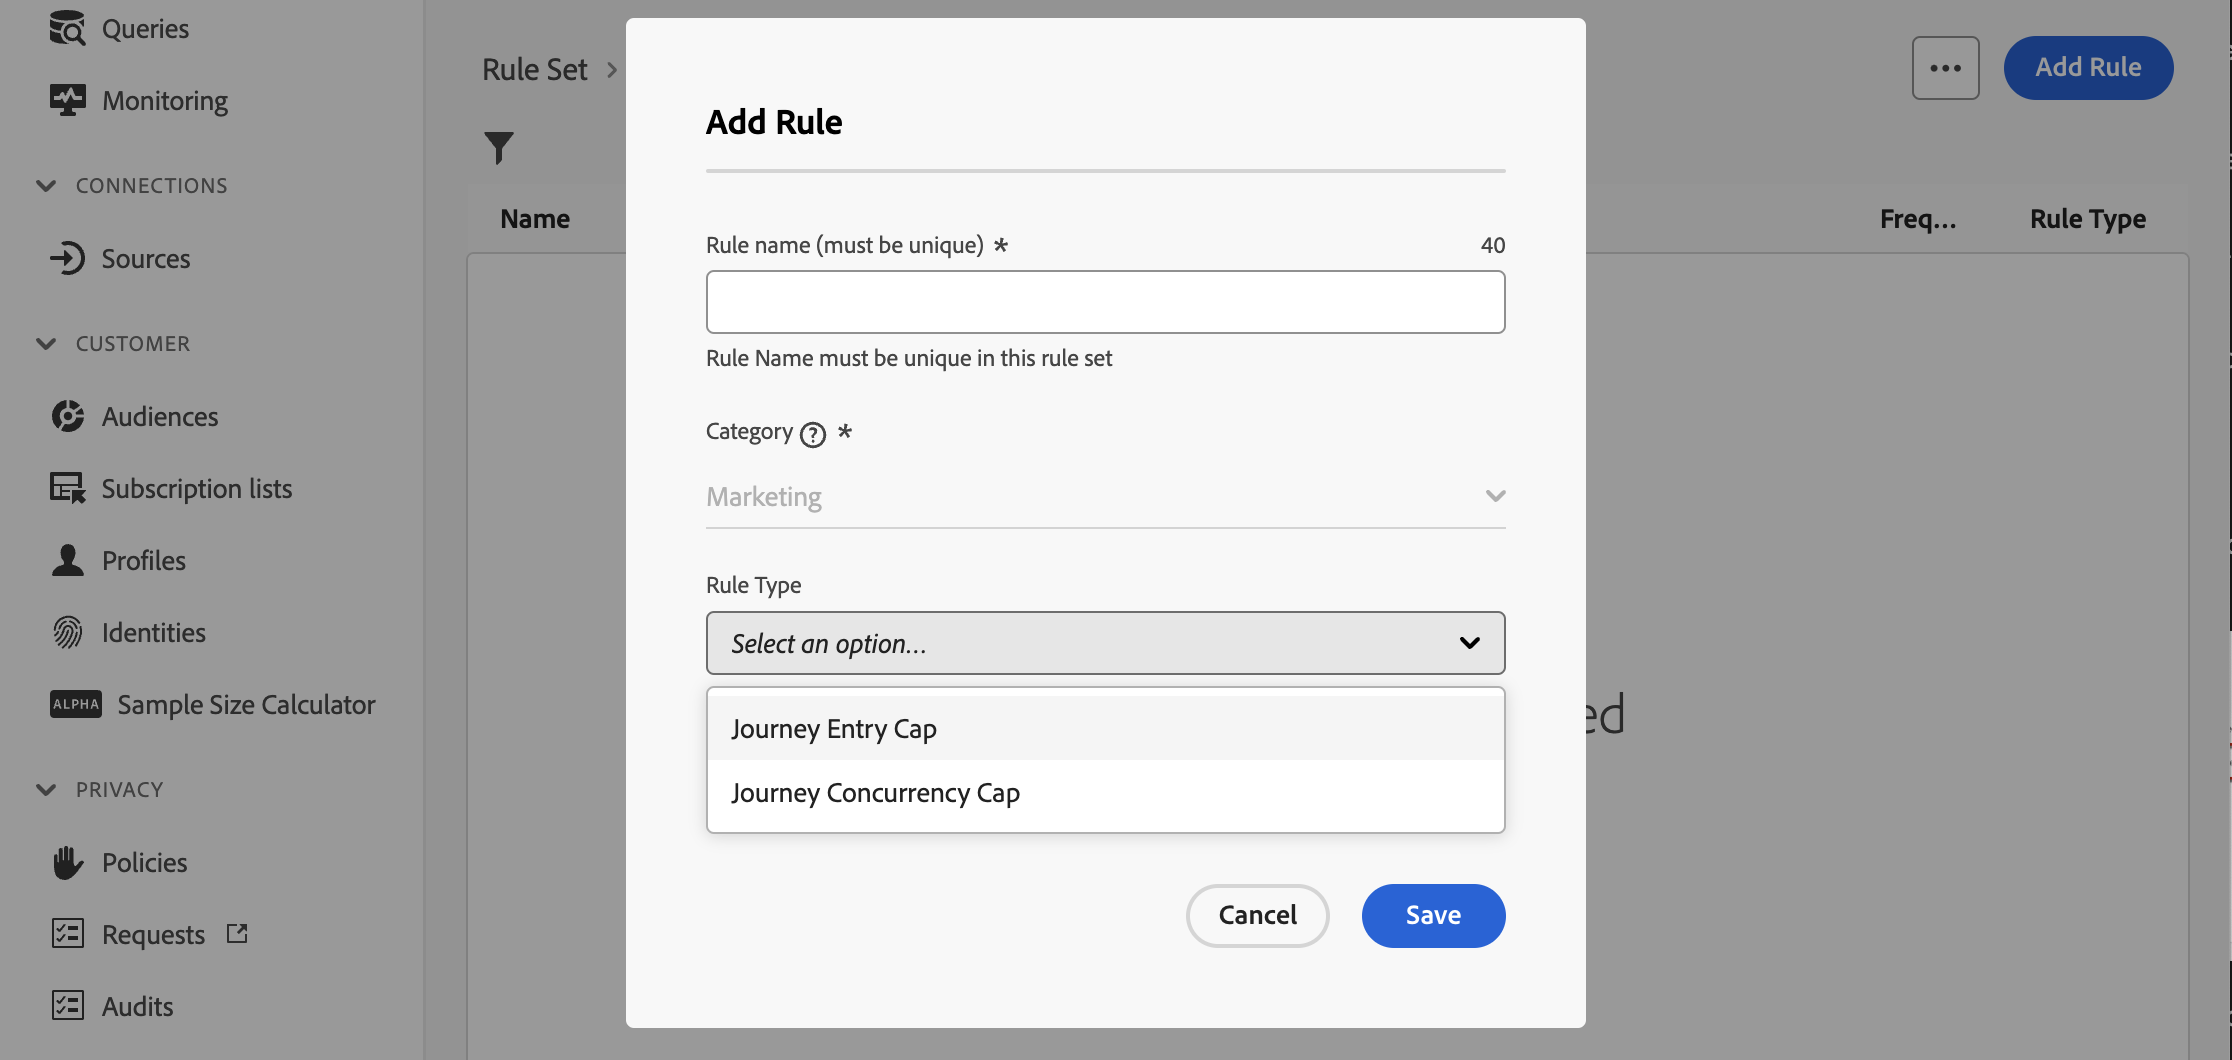 Queries
Monitoring
CONNECTIONS
Sources
CUSTOMER
Audiences
Subscription lists
Profiles
Identities
ALPHA Sample Size Calculator
PRIVACY
Policies
Requests
Audits
Rule Set >
Add Rule
Name
Freq...
Rule Type
ed
Add Rule
Rule name (must be unique) *
40
Rule Name must be unique in this rule set
Category ? *
Marketing
Rule Type
Select an option...
Journey Entry Cap
Journey Concurrency Cap
Cancel
Save